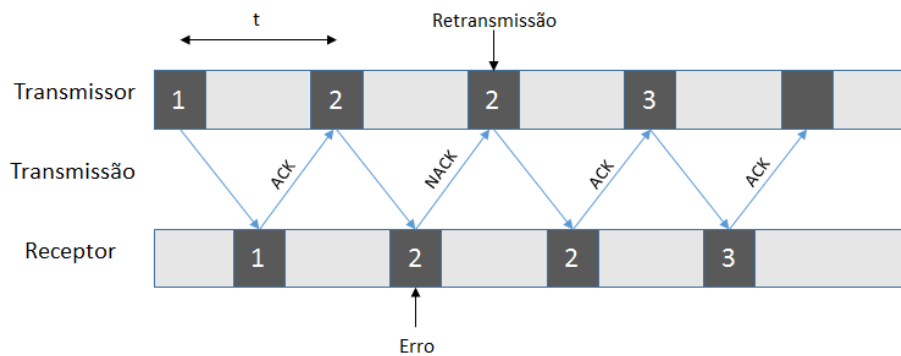 t
Retransmissão
Transmissor
1
2
2
3
Transmissão
ACK
NACK
ACK
ACK
Receptor
1
2
2
3
Erro